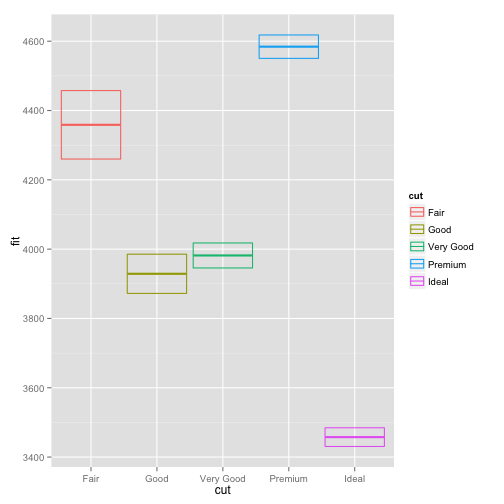 4600
4400
4200
4000
3800
3600
3400
fit
Fair Good Very Good Premium Ideal
cut
cut
Fair
Good
Very Good
Premium
Ideal